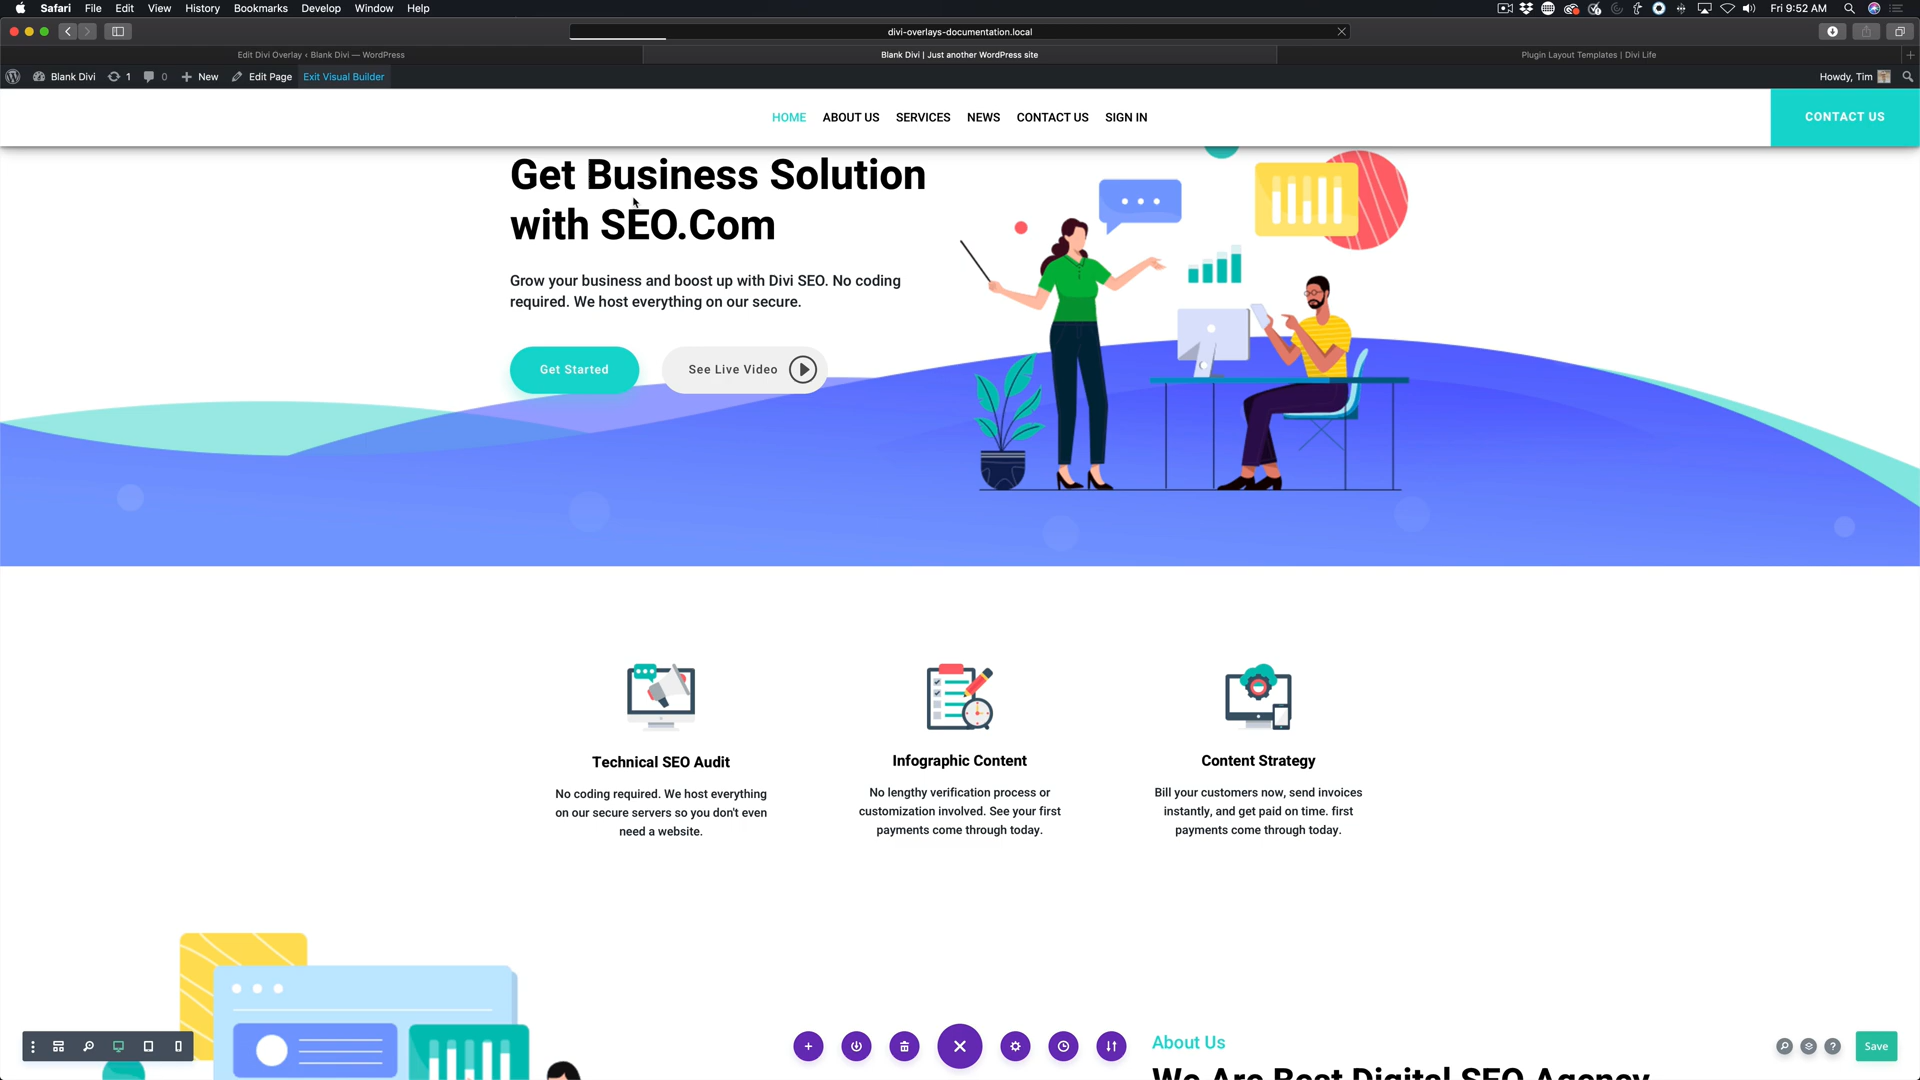 Safari File Edit View History Bookmarks Develop Window Help Fri 9:52 AM
divi-overlays-documentation.local
Edit Divi Overlay ‹ Blank Divi — WordPress Blank Divi | Just another WordPress site Plugin Layout Templates | Divi Life
Blank Divi 1 0 New Edit Page Exit Visual Builder Howdy, Tim
HOME ABOUT US SERVICES NEWS CONTACT US SIGN IN CONTACT US
Get Business Solution
with SEO.Com
Grow your business and boost up with Divi SEO. No coding
required. We host everything on our secure.
Get Started See Live Video
Technical SEO Audit
No coding required. We host everything
on our secure servers so you don't even
need a website.
Infographic Content
No lengthy verification process or
customization involved. See your first
payments come through today.
Content Strategy
Bill your customers now, send invoices
instantly, and get paid on time. first
payments come through today.
About Us
We Are Best Digital SEO Agency
Save